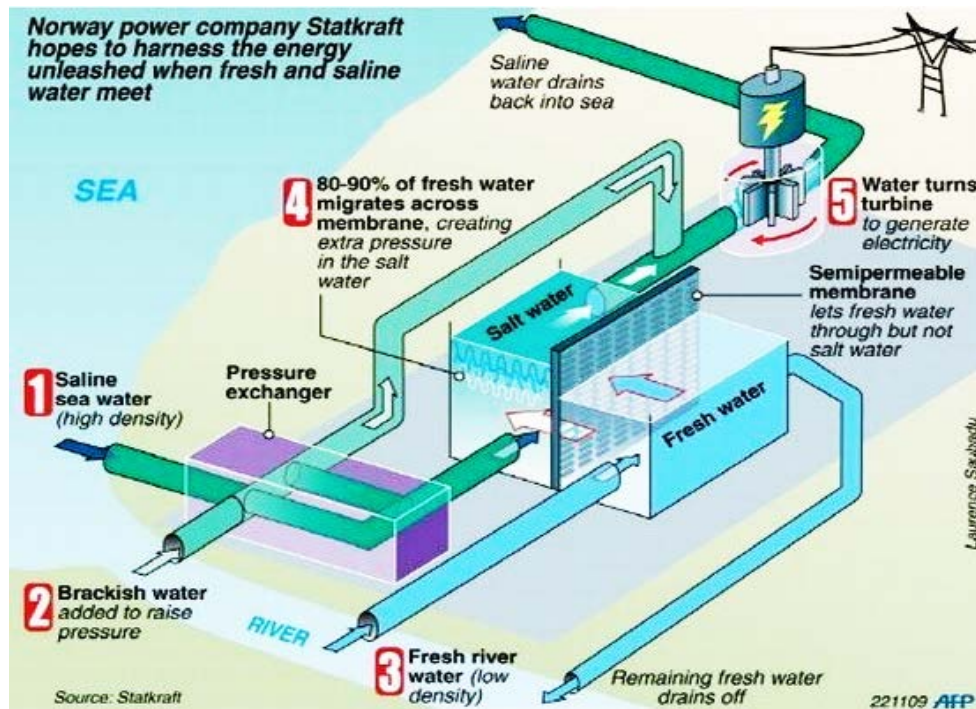 Norway power company Statkraft
hopes to harness the energy
unleashed when fresh and saline
water meet
Saline
water drains
back into sea
SEA
4
80-90% of fresh water
migrates across
membrane, creating
extra pressure
in the salt
water
5
Water turns
turbine
to generate
electricity
Semipermeable
membrane
lets fresh water
through but not
salt water
Salt water
Fresh water
1
Saline
sea water
(high density)
Pressure
exchanger
2
Brackish water
added to raise
pressure
RIVER
3
Fresh river
water (low
density)
Remaining fresh water
drains off
Source: Statkraft
221109 AFP
Laurence